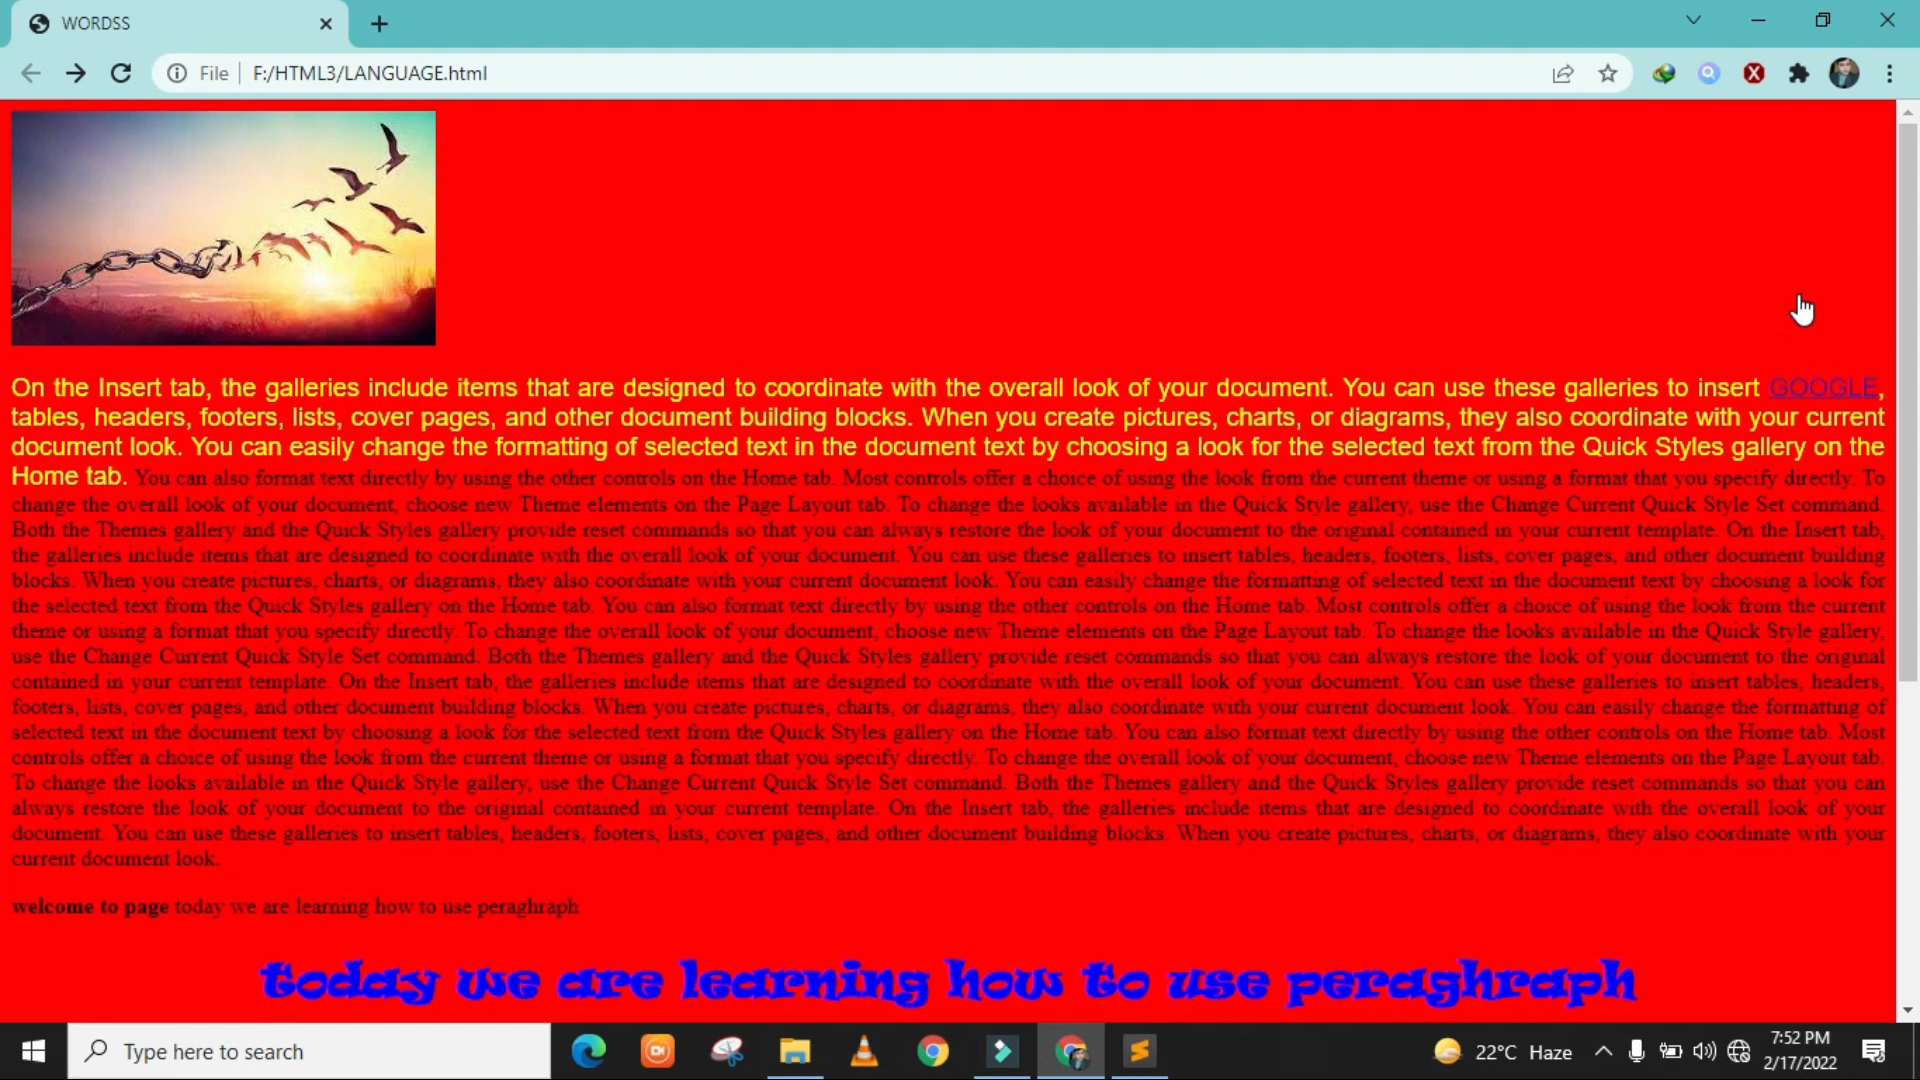 WORDSS
File
F:/HTML3/LANGUAGE.html
On the Insert tab, the galleries include items that are designed to coordinate with the overall look of your document. You can use these galleries to insert GOOGLE,
tables, headers, footers, lists, cover pages, and other document building blocks. When you create pictures, charts, or diagrams, they also coordinate with your current
document look. You can easily change the formatting of selected text in the document text by choosing a look for the selected text from the Quick Styles gallery on the
Home tab. You can also format text directly by using the other controls on the Home tab. Most controls offer a choice of using the look from the current theme or using a format that you specify directly. To
change the overall look of your document, choose new Theme elements on the Page Layout tab. To change the looks available in the Quick Style gallery, use the Change Current Quick Style Set command.
Both the Themes gallery and the Quick Styles gallery provide reset commands so that you can always restore the look of your document to the original contained in your current template. On the Insert tab,
the galleries include items that are designed to coordinate with the overall look of your document. You can use these galleries to insert tables, headers, footers, lists, cover pages, and other document building
blocks. When you create pictures, charts, or diagrams, they also coordinate with your current document look. You can easily change the formatting of selected text in the document text by choosing a look for
the selected text from the Quick Styles gallery on the Home tab. You can also format text directly by using the other controls on the Home tab. Most controls offer a choice of using the look from the current
theme or using a format that you specify directly. To change the overall look of your document, choose new Theme elements on the Page Layout tab. To change the looks available in the Quick Style gallery,
use the Change Current Quick Style Set command. Both the Themes gallery and the Quick Styles gallery provide reset commands so that you can always restore the look of your document to the original
contained in your current template. On the Insert tab, the galleries include items that are designed to coordinate with the overall look of your document. You can use these galleries to insert tables, headers,
footers, lists, cover pages, and other document building blocks. When you create pictures, charts, or diagrams, they also coordinate with your current document look. You can easily change the formatting of
selected text in the document text by choosing a look for the selected text from the Quick Styles gallery on the Home tab. You can also format text directly by using the other controls on the Home tab. Most
controls offer a choice of using the look from the current theme or using a format that you specify directly. To change the overall look of your document, choose new Theme elements on the Page Layout tab.
To change the looks available in the Quick Style gallery, use the Change Current Quick Style Set command. Both the Themes gallery and the Quick Styles gallery provide reset commands so that you can
always restore the look of your document to the original contained in your current template. On the Insert tab, the galleries include items that are designed to coordinate with the overall look of your
document. You can use these galleries to insert tables, headers, footers, lists, cover pages, and other document building blocks. When you create pictures, charts, or diagrams, they also coordinate with your
current document look.
welcome to page today we are learning how to use peraghraph
today we are learning how to use peraghraph
Type here to search
22°C Haze
7:52 PM
2/17/2022